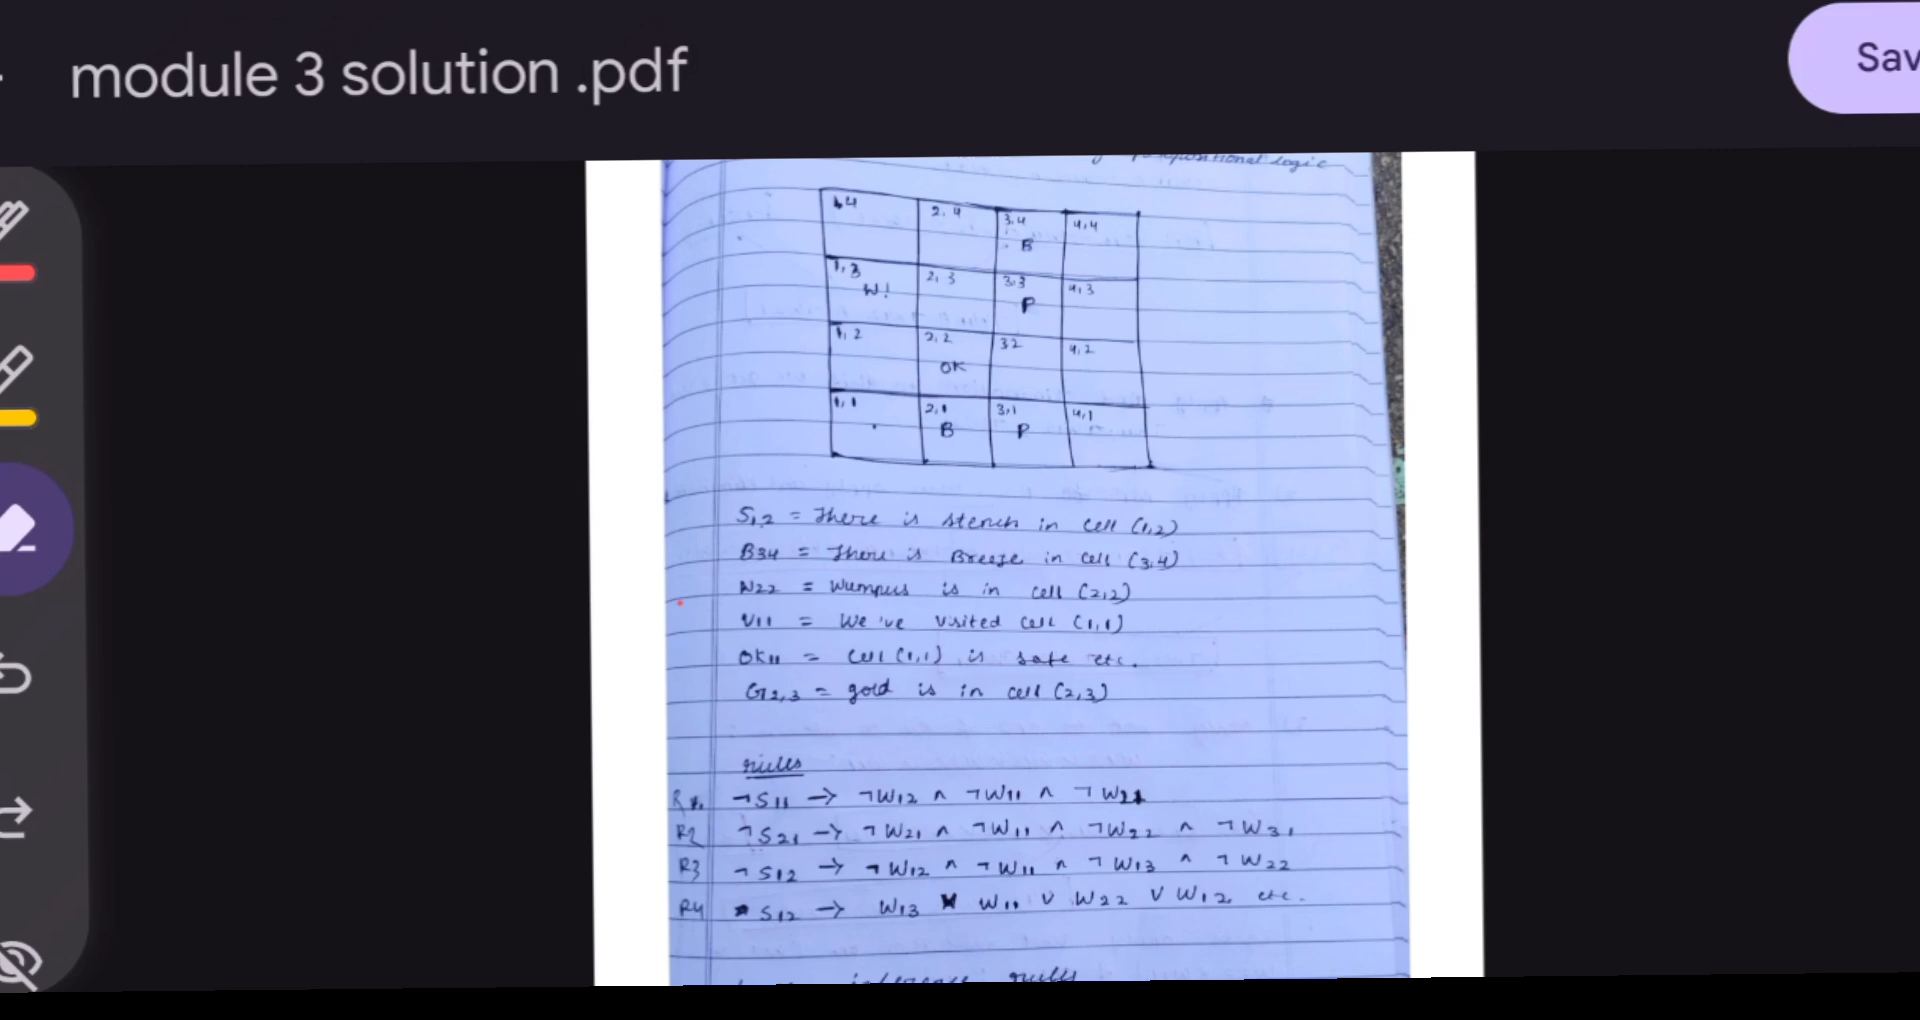 module 3 solution .pdf
Sav
propositional logic
1,4 2,4 3,4 4,4
B
1,3 2,3 3,3 4,3
W! P
1,2 2,2 32 4,2
OK
1,1 2,1 3,1 4,1
B P
S1,2 = There is stench in cell (1,2)
B34 = There is Breeze in cell (3,4)
W22 = Wumpus is in cell (2,2)
V11 = We've visited cell (1,1)
OK11 = cell (1,1) is safe etc.
G2,3 = gold is in cell (2,3)
rules
R1. ¬S11 → ¬W12 ∧ ¬W11 ∧ ¬W21
R2 ¬S21 → ¬W21 ∧ ¬W11 ∧ ¬W22 ∧ ¬W31
R3 ¬S12 → ¬W12 ∧ ¬W11 ∧ ¬W13 ∧ ¬W22
R4 S12 → W13 W11 ∨ W22 ∨ W12 etc.
inference rules